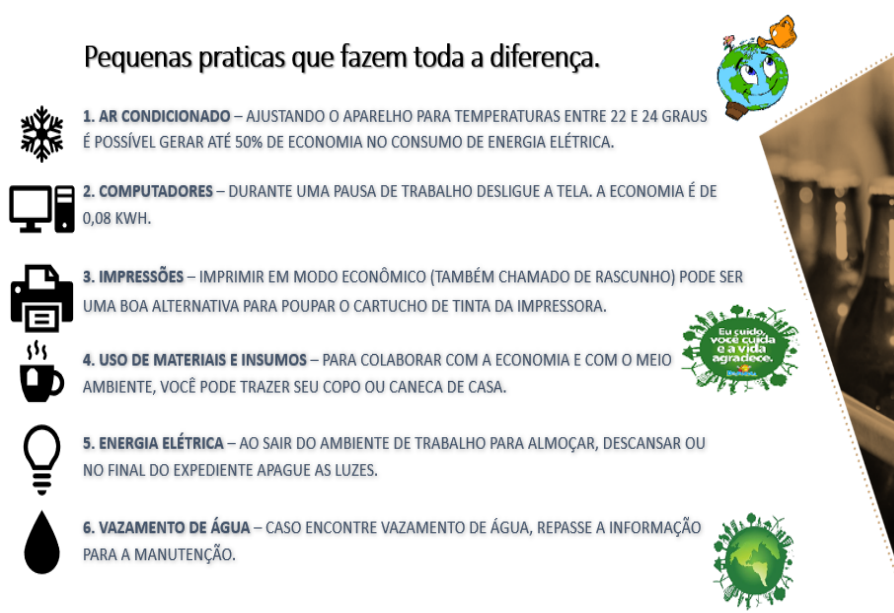 Pequenas praticas que fazem toda a diferença.
1. AR CONDICIONADO – AJUSTANDO O APARELHO PARA TEMPERATURAS ENTRE 22 E 24 GRAUS
É POSSÍVEL GERAR ATÉ 50% DE ECONOMIA NO CONSUMO DE ENERGIA ELÉTRICA.
2. COMPUTADORES – DURANTE UMA PAUSA DE TRABALHO DESLIGUE A TELA. A ECONOMIA É DE
0,08 KWH.
3. IMPRESSÕES – IMPRIMIR EM MODO ECONÔMICO (TAMBÉM CHAMADO DE RASCUNHO) PODE SER
UMA BOA ALTERNATIVA PARA POUPAR O CARTUCHO DE TINTA DA IMPRESSORA.
Eu cuido,
você cuida
e a vida
agradece.
4. USO DE MATERIAIS E INSUMOS – PARA COLABORAR COM A ECONOMIA E COM O MEIO
AMBIENTE, VOCÊ PODE TRAZER SEU COPO OU CANECA DE CASA.
5. ENERGIA ELÉTRICA – AO SAIR DO AMBIENTE DE TRABALHO PARA ALMOÇAR, DESCANSAR OU
NO FINAL DO EXPEDIENTE APAGUE AS LUZES.
6. VAZAMENTO DE ÁGUA – CASO ENCONTRE VAZAMENTO DE ÁGUA, REPASSE A INFORMAÇÃO
PARA A MANUTENÇÃO.